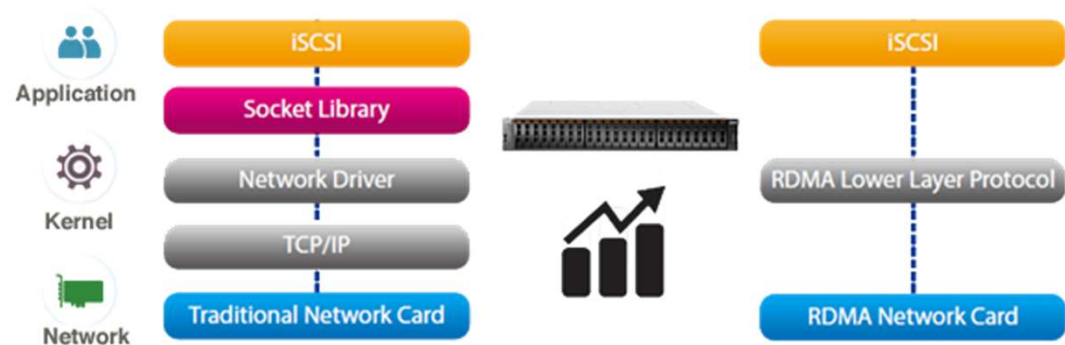 iSCSI
iSCSI
Application
Socket Library
Network Driver
RDMA Lower Layer Protocol
Kernel
TCP/IP
Traditional Network Card
RDMA Network Card
Network